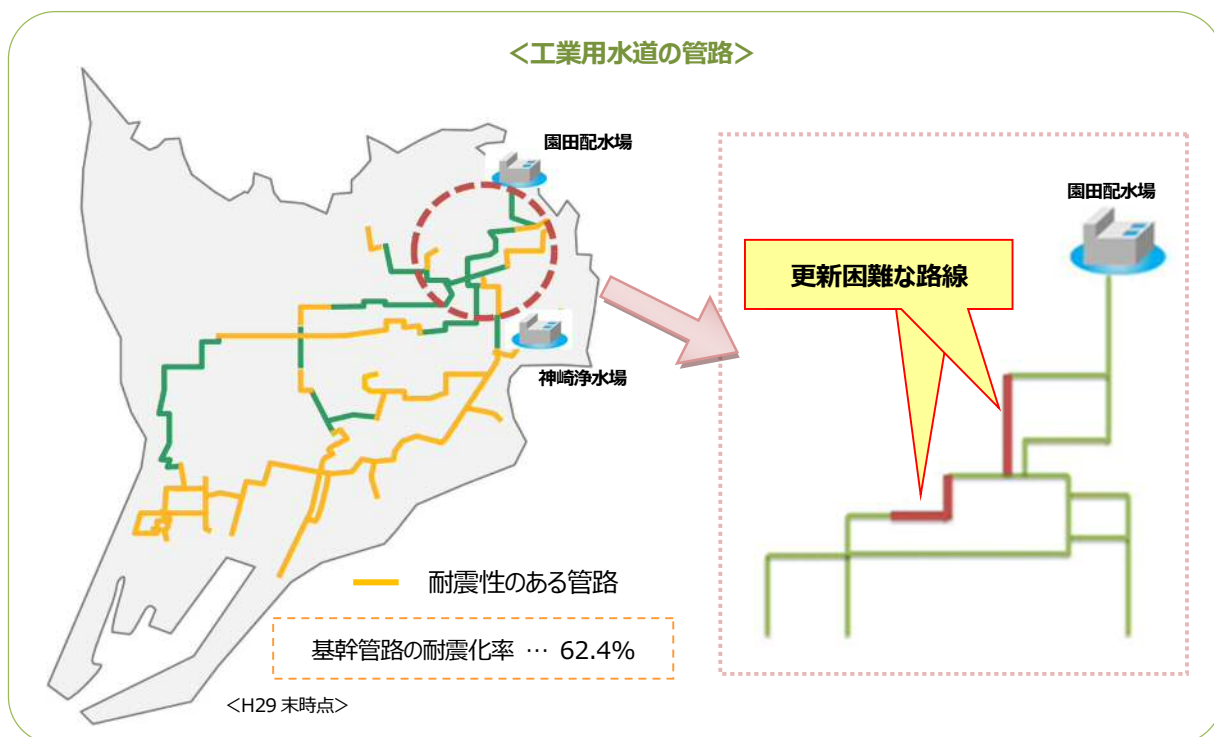 ＜工業用水道の管路＞
園田配水場
神崎浄水場
耐震性のある管路
基幹管路の耐震化率 … 62.4%
＜H29 末時点＞
園田配水場
更新困難な路線